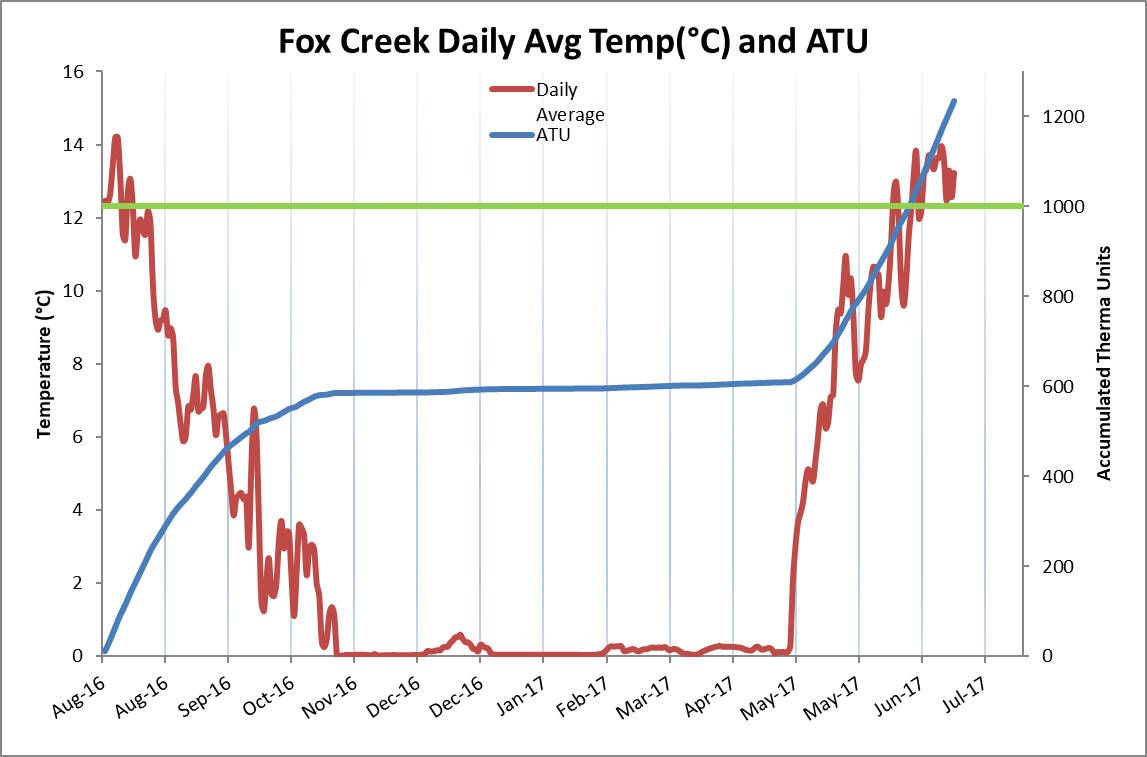 Fox Creek Daily Avg Temp(°C) and ATU
Daily
Average
ATU
Temperature (°C)
16
14
12
10
8
6
4
2
0
Accumulated Therma Units
1200
1000
800
600
400
200
0
Aug-16
Aug-16
Sep-16
Oct-16
Nov-16
Dec-16
Dec-16
Jan-17
Feb-17
Mar-17
Apr-17
May-17
May-17
Jun-17
Jul-17